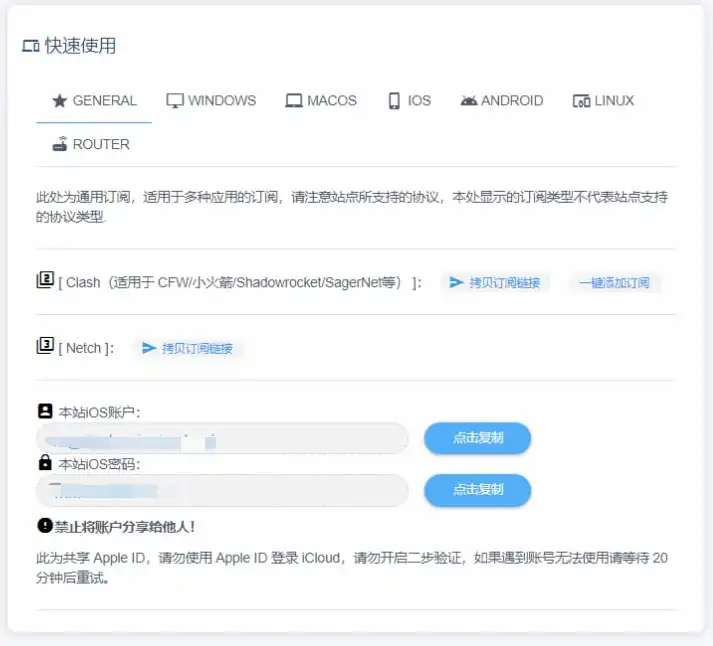 快速使用
GENERAL WINDOWS MACOS IOS ANDROID LINUX
ROUTER
此处为通用订阅，适用于多种应用的订阅，请注意站点所支持的协议，本处显示的订阅类型不代表站点支持
的协议类型.
2 [ Clash（适用于 CFW/小火箭/Shadowrocket/SagerNet等） ]： 拷贝订阅链接 一键添加订阅
3 [ Netch ]： 拷贝订阅链接
本站iOS账户：
点击复制
本站iOS密码：
点击复制
禁止将账户分享给他人！
此为共享 Apple ID，请勿使用 Apple ID 登录 iCloud，请勿开启二步验证，如果遇到账号无法使用请等待 20
分钟后重试。